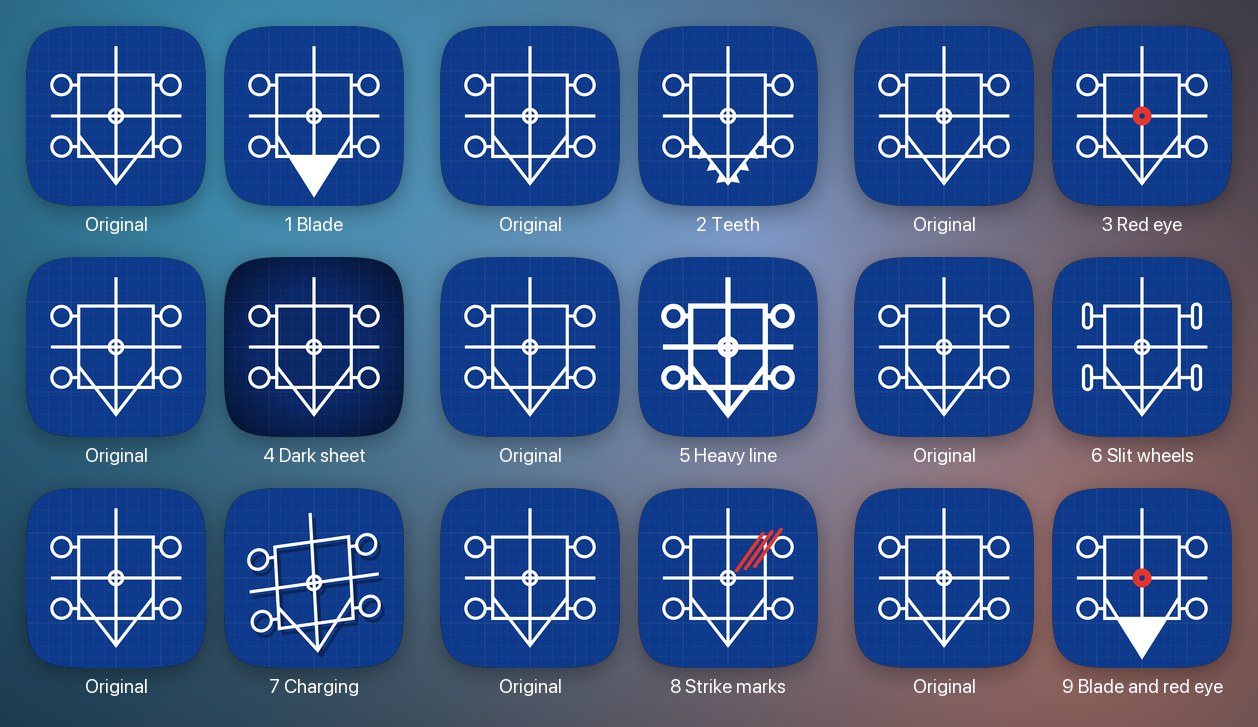 Original
1 Blade
Original
2 Teeth
Original
3 Red eye
Original
4 Dark sheet
Original
5 Heavy line
Original
6 Slit wheels
Original
7 Charging
Original
8 Strike marks
Original
9 Blade and red eye